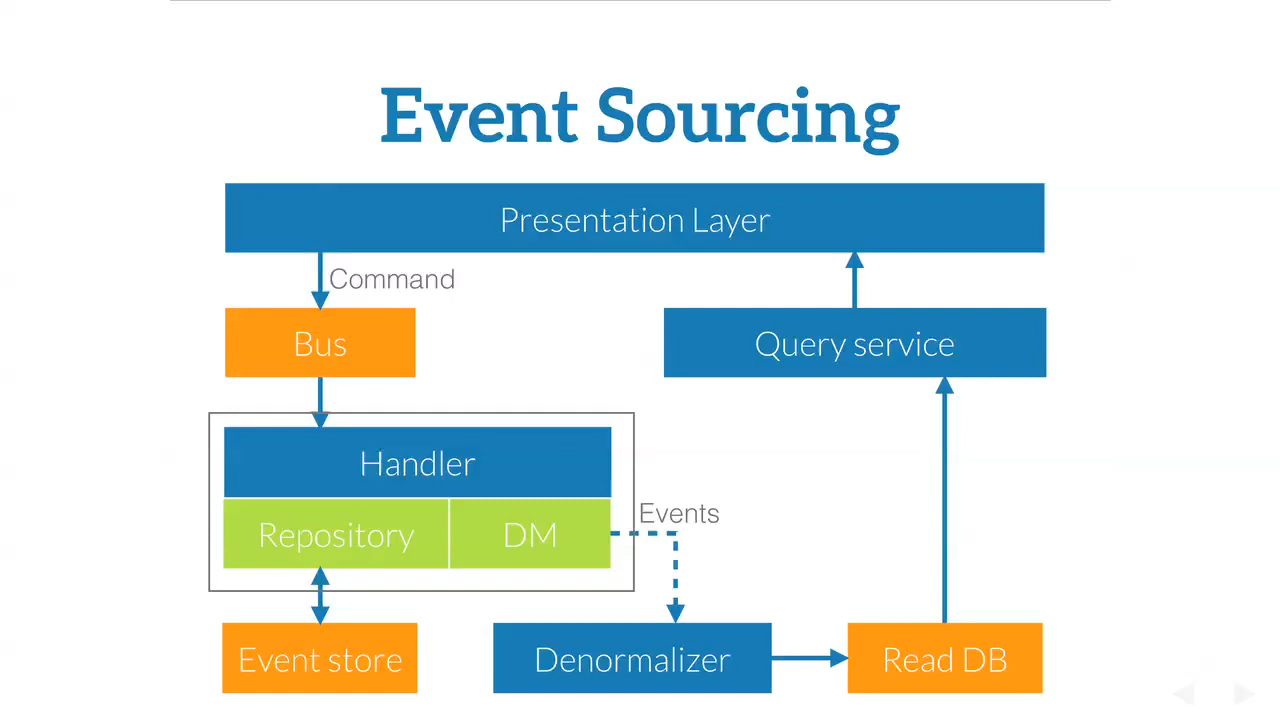 Event Sourcing
Presentation Layer
Command
Bus
Query service
Handler
Repository
DM
Events
Event store
Denormalizer
Read DB